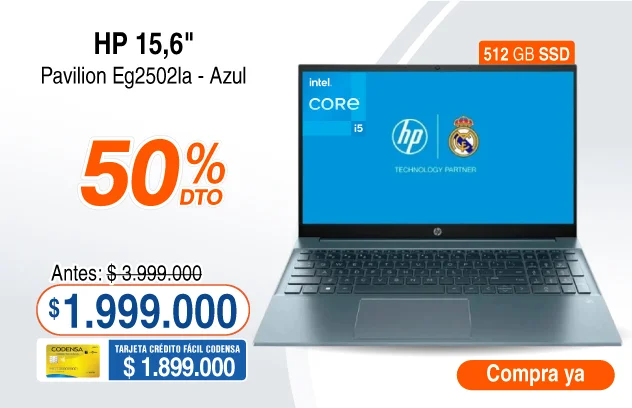 HP 15,6"
Pavilion Eg2502la - Azul
50%
DTO
Antes: $ 3.999.000
$1.999.000
CODENSA
TARJETA CRÉDITO FÁCIL CODENSA
$ 1.899.000
512 GB SSD
intel.
CORE
i5
hp
TECHNOLOGY PARTNER
hp
Compra ya